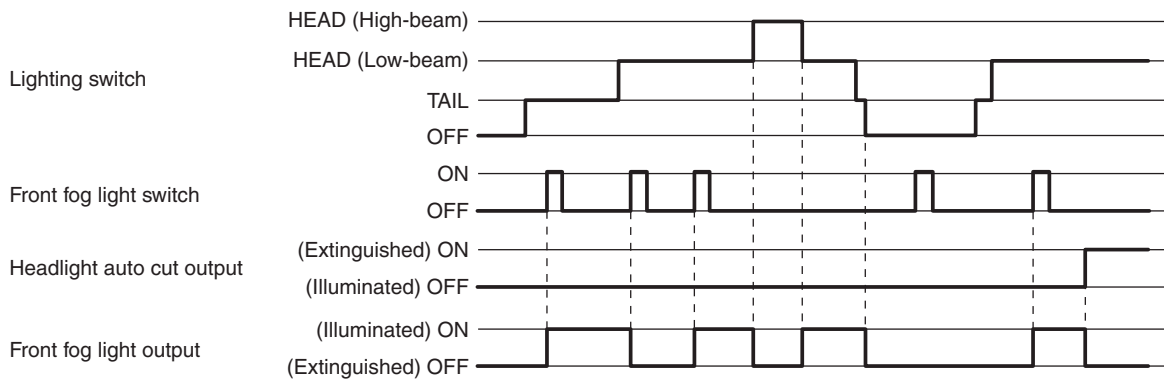 HEAD (High-beam)
HEAD (Low-beam)
Lighting switch
TAIL
OFF
ON
Front fog light switch
OFF
(Extinguished) ON
Headlight auto cut output
(Illuminated) OFF
(Illuminated) ON
Front fog light output
(Extinguished) OFF